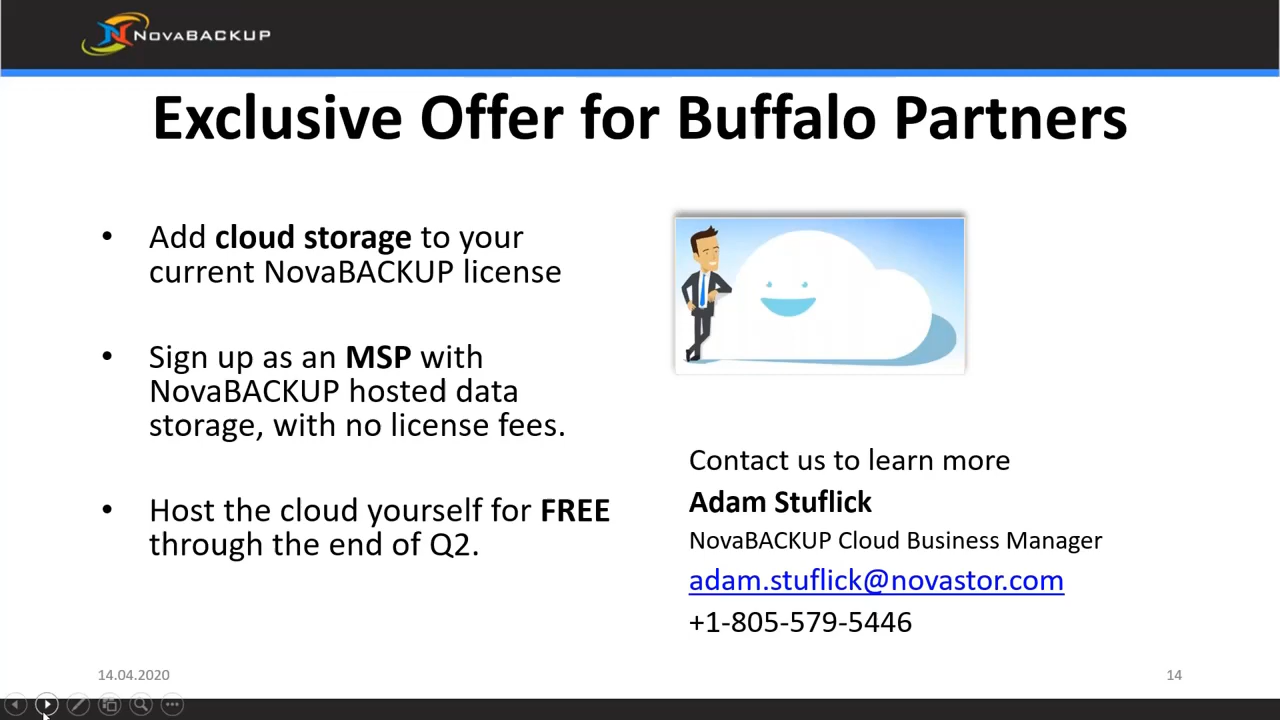 NovaBACKUP
Exclusive Offer for Buffalo Partners
• Add cloud storage to your
current NovaBACKUP license
• Sign up as an MSP with
NovaBACKUP hosted data
storage, with no license fees.
• Host the cloud yourself for FREE
through the end of Q2.
Contact us to learn more
Adam Stuflick
NovaBACKUP Cloud Business Manager
adam.stuflick@novastor.com
+1-805-579-5446
14.04.2020
14